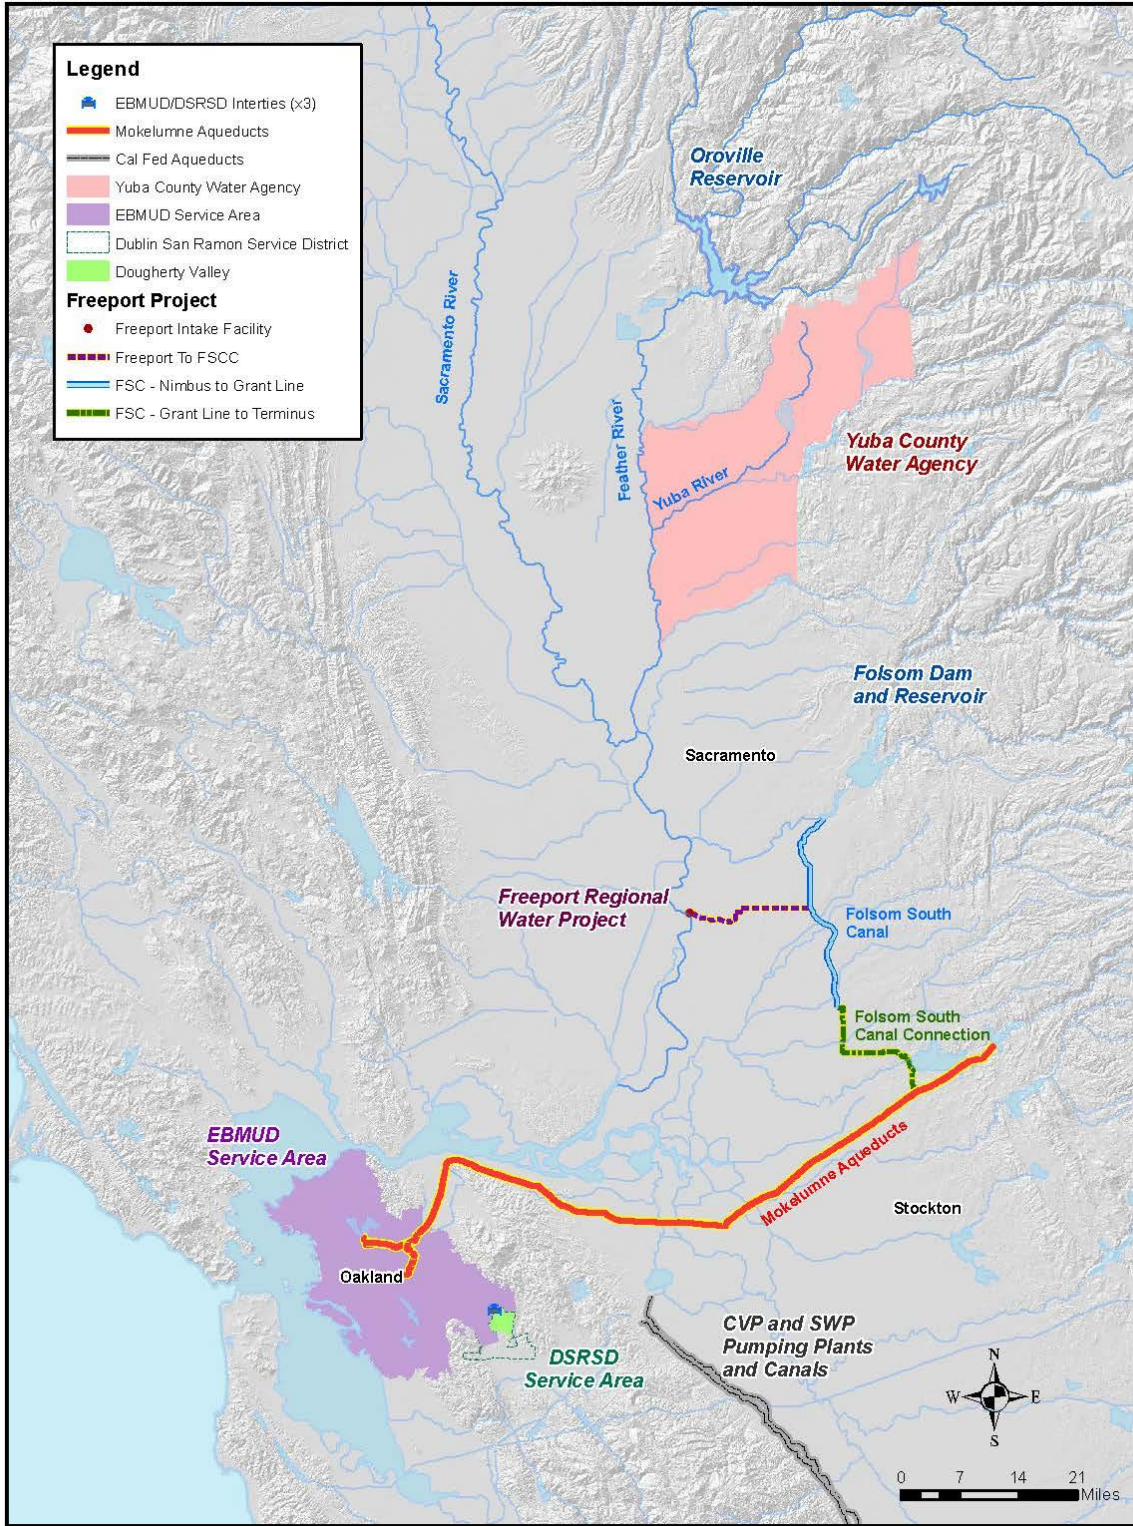 Legend
EBMUD/DSRSD Interties (x3)
Mokelumne Aqueducts
Cal Fed Aqueducts
Yuba County Water Agency
EBMUD Service Area
Dublin San Ramon Service District
Dougherty Valley
Freeport Project
Freeport Intake Facility
Freeport To FSCC
FSC - Nimbus to Grant Line
FSC - Grant Line to Terminus
Oroville
Reservoir
Sacramento River
Feather River
Yuba River
Yuba County
Water Agency
Folsom Dam
and Reservoir
Sacramento
Freeport Regional
Water Project
Folsom South
Canal
Folsom South
Canal Connection
EBMUD
Service Area
Mokelumne Aqueducts
Stockton
Oakland
CVP and SWP
Pumping Plants
and Canals
DSRSD
Service Area
N
W E
S
0 7 14 21
Miles